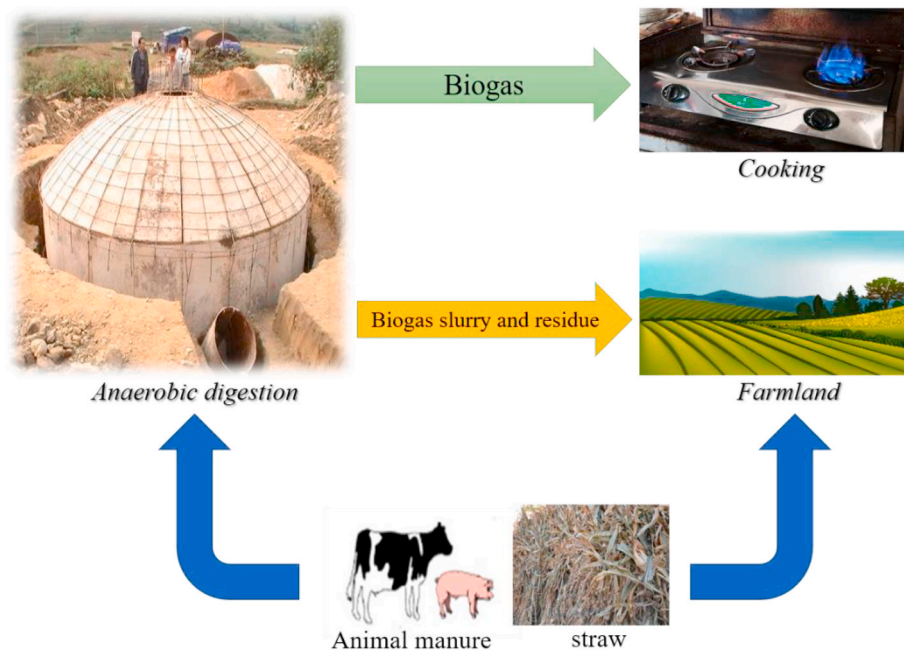 Biogas
Cooking
Biogas slurry and residue
Anaerobic digestion
Farmland
Animal manure
straw